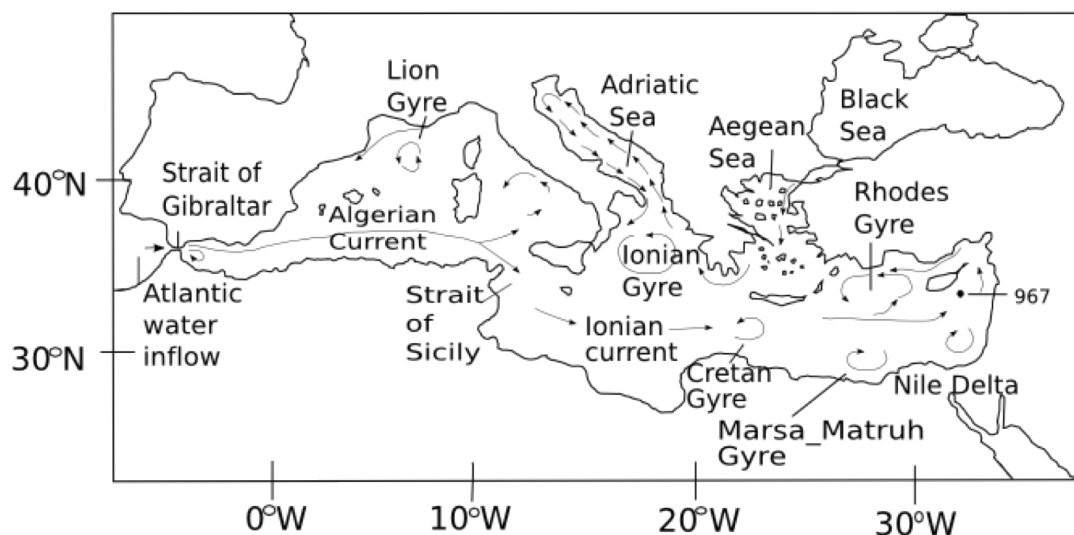 Lion
Gyre
Adriatic
Sea
Black
Sea
Aegean
Sea
40°N
Strait of
Gibraltar
Rhodes
Gyre
Algerian
Current
Ionian
Gyre
Atlantic
water
inflow
Strait
of
Sicily
967
Ionian
current
30°N
Cretan
Gyre
Nile Delta
Marsa_Matruh
Gyre
0°W
10°W
20°W
30°W